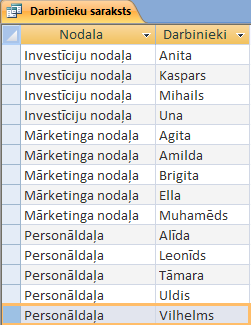 Darbinieku saraksts
Nodala Darbinieki
Investīciju nodaļa Anita
Investīciju nodaļa Kaspars
Investīciju nodaļa Mihails
Investīciju nodaļa Una
Mārketinga nodaļa Agita
Mārketinga nodaļa Amilda
Mārketinga nodaļa Brigita
Mārketinga nodaļa Ella
Mārketinga nodaļa Muhamēds
Personāldaļa Alīda
Personāldaļa Leonīds
Personāldaļa Tāmara
Personāldaļa Uldis
Personāldaļa Vilhelms